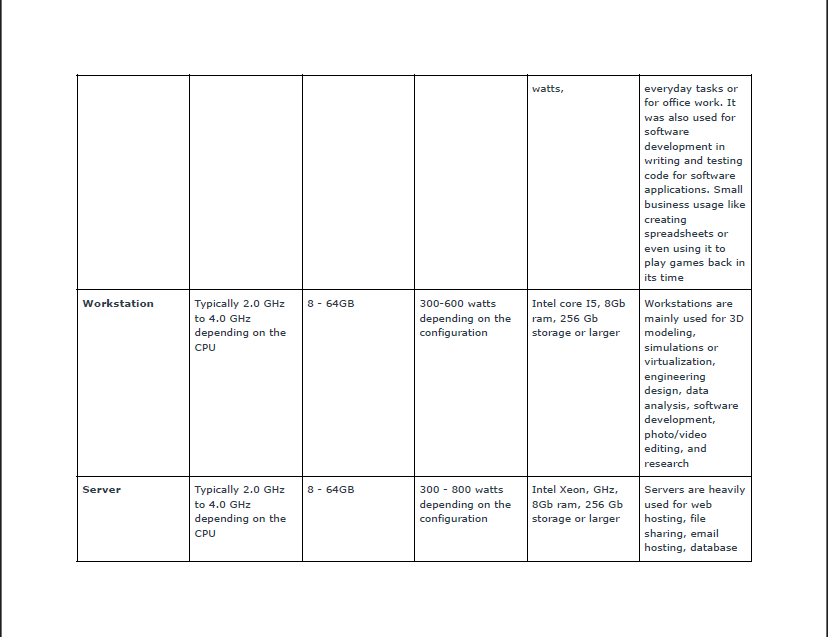 watts,
everyday tasks or
for office work. It
was also used for
software
development in
writing and testing
code for software
applications. Small
business usage like
creating
spreadsheets or
even using it to
play games back in
its time
Workstation
Typically 2.0 GHz
to 4.0 GHz
depending on the
CPU
8 - 64GB
300-600 watts
depending on the
configuration
Intel core I5, 8Gb
ram, 256 Gb
storage or larger
Workstations are
mainly used for 3D
modeling,
simulations or
virtualization,
engineering
design, data
analysis, software
development,
photo/video
editing, and
research
Server
Typically 2.0 GHz
to 4.0 GHz
depending on the
CPU
8 - 64GB
300 - 800 watts
depending on the
configuration
Intel Xeon, GHz,
8Gb ram, 256 Gb
storage or larger
Servers are heavily
used for web
hosting, file
sharing, email
hosting, database